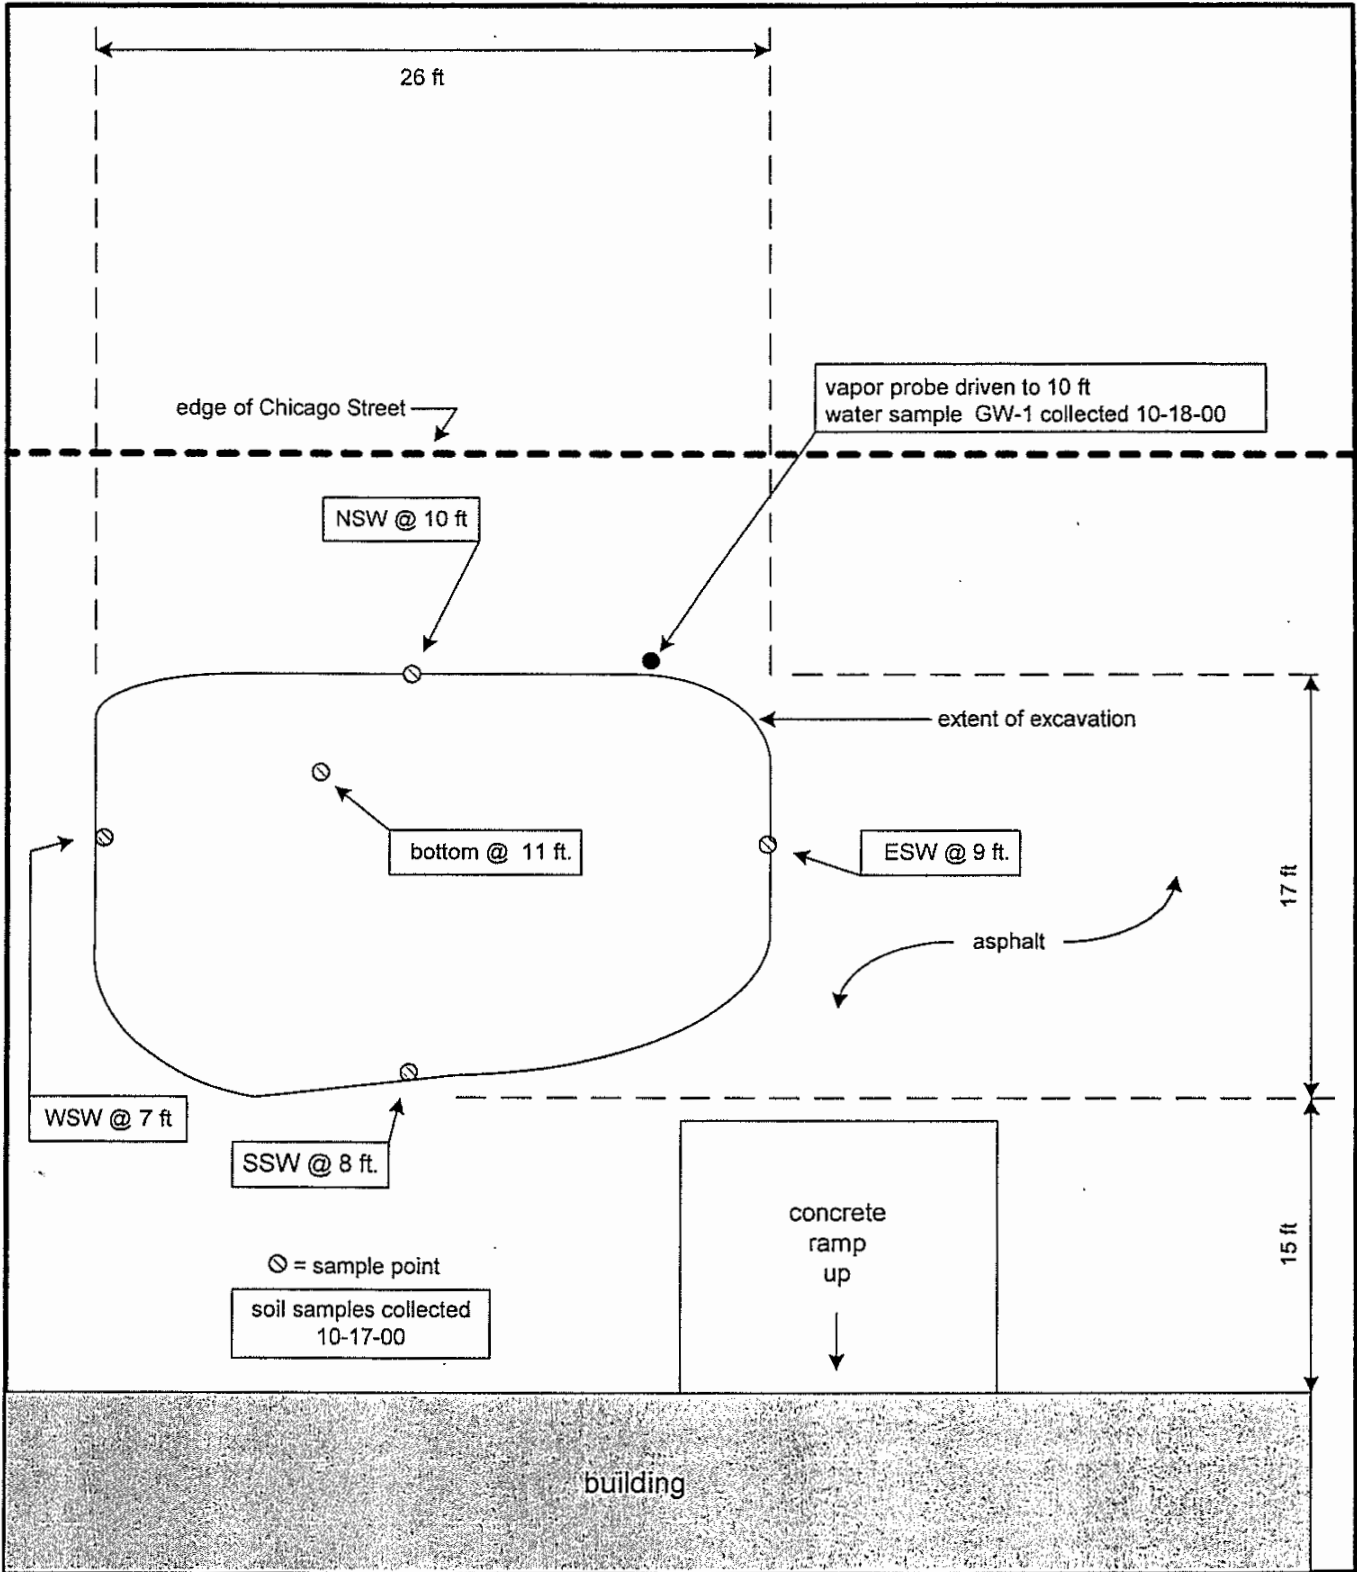 26 ft
edge of Chicago Street
vapor probe driven to 10 ft
water sample GW-1 collected 10-18-00
NSW @ 10 ft
extent of excavation
bottom @ 11 ft.
ESW @ 9 ft.
17 ft
asphalt
WSW @ 7 ft
SSW @ 8 ft.
concrete
ramp
up
15 ft
= sample point
soil samples collected
10-17-00
building